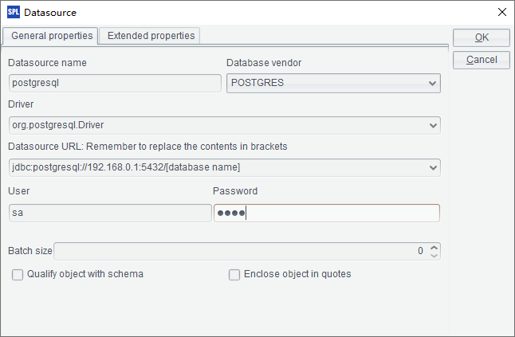 SPL Datasource
General properties Extended properties
OK
Cancel
Datasource name Database vendor
postgresql POSTGRES
Driver
org.postgresql.Driver
Datasource URL: Remember to replace the contents in brackets
jdbc:postgresql://192.168.0.1:5432/[database name]
User Password
sa ●●●●
Batch size 0
Qualify object with schema Enclose object in quotes